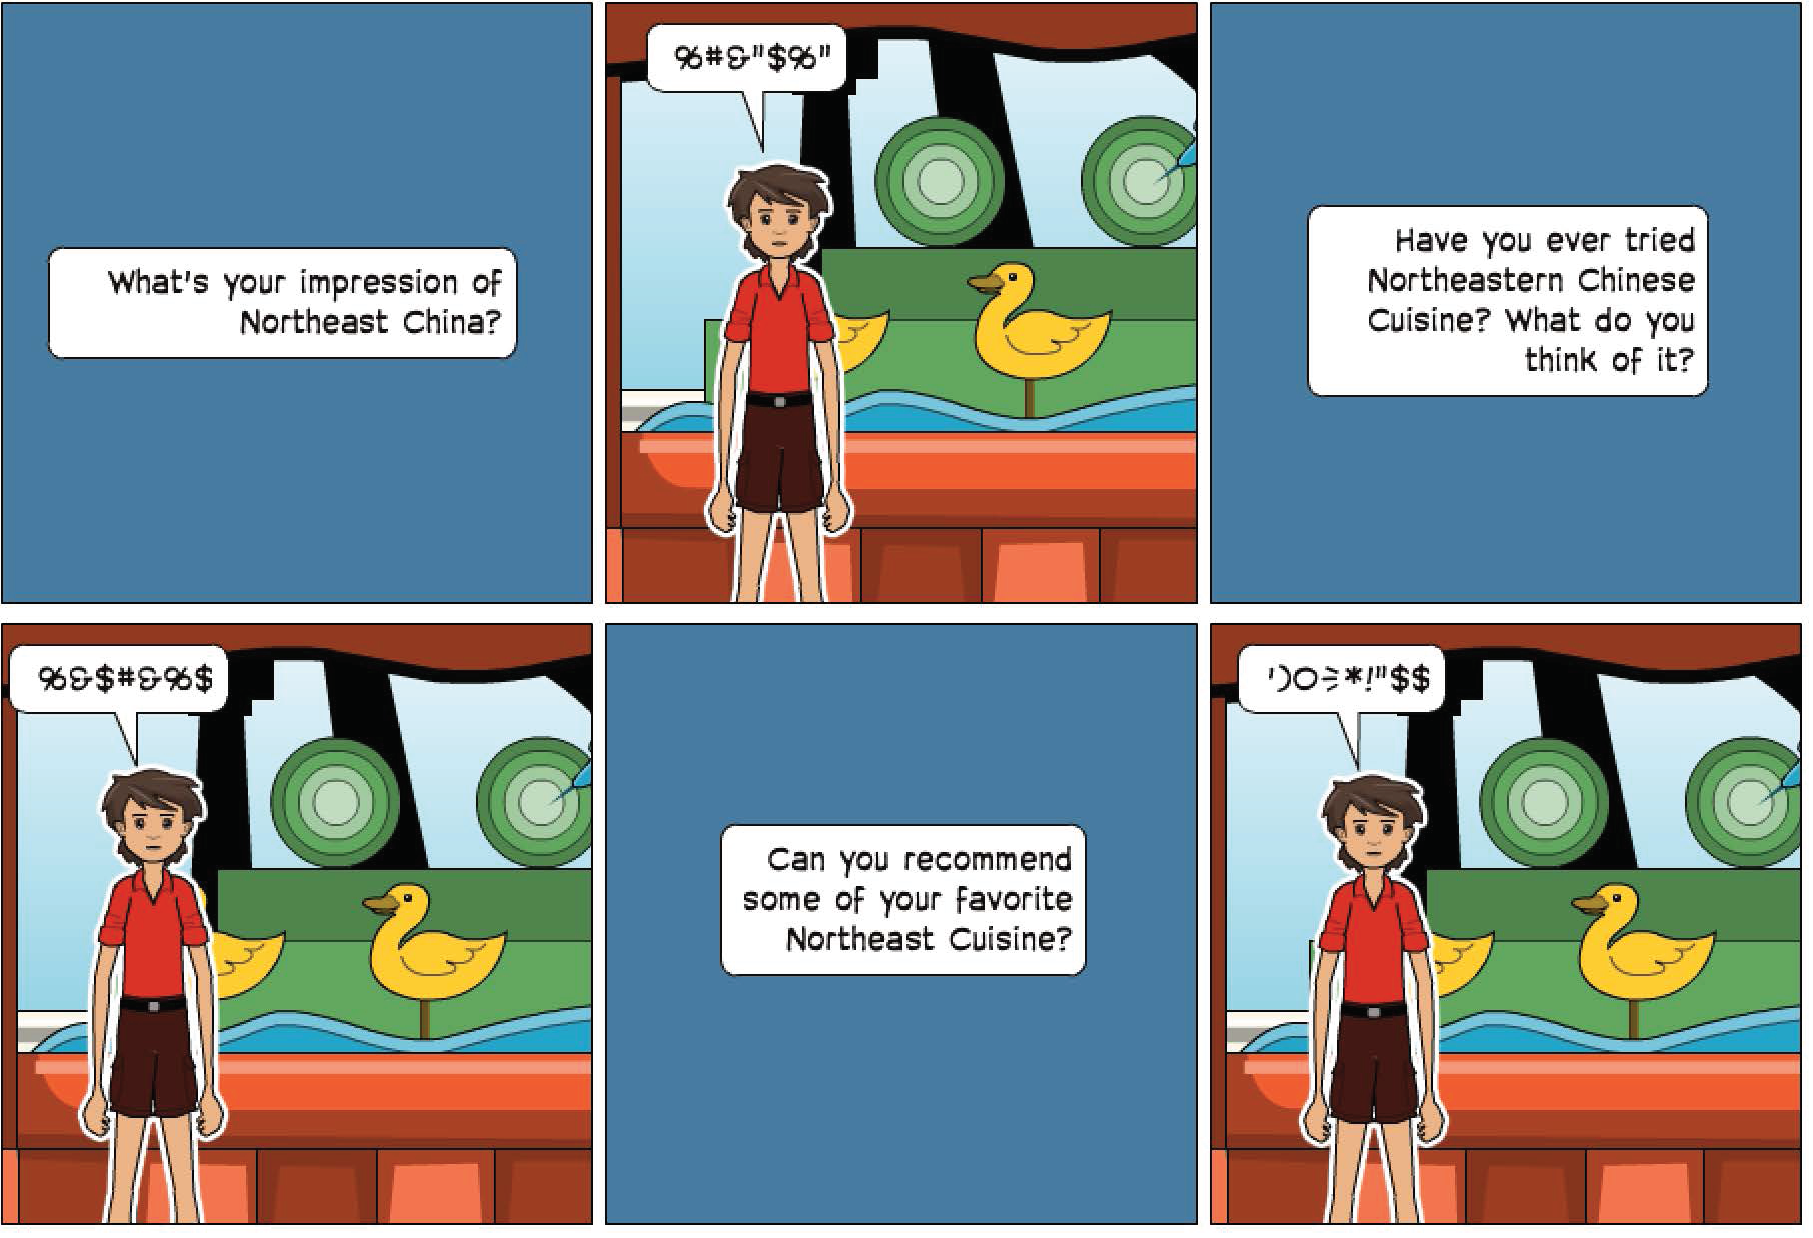 What's your impression of
Northeast China?
%#&"$%"
Have you ever tried
Northeastern Chinese
Cuisine? What do you
think of it?
%&$#&%$
Can you recommend
some of your favorite
Northeast Cuisine?